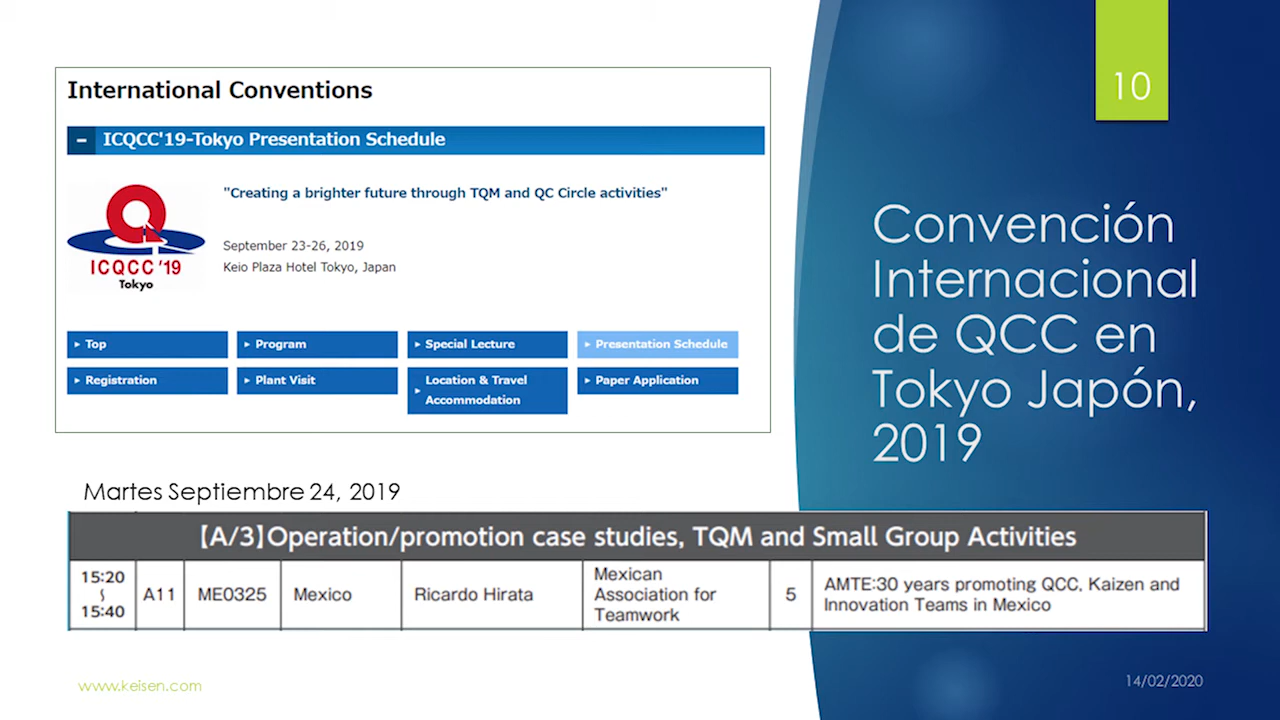 International Conventions
– ICQCC'19-Tokyo Presentation Schedule
"Creating a brighter future through TQM and QC Circle activities"
ICQCC '19
Tokyo
September 23-26, 2019
Keio Plaza Hotel Tokyo, Japan
Top
Program
Special Lecture
Presentation Schedule
Registration
Plant Visit
Location & Travel
Accommodation
Paper Application
10
Convención
Internacional
de QCC en
Tokyo Japón,
2019
Martes Septiembre 24, 2019
【A/3】Operation/promotion case studies, TQM and Small Group Activities
15:20
~
15:40
A11
ME0325
Mexico
Ricardo Hirata
Mexican
Association for
Teamwork
5
AMTE:30 years promoting QCC, Kaizen and
Innovation Teams in Mexico
www.keisen.com
14/02/2020